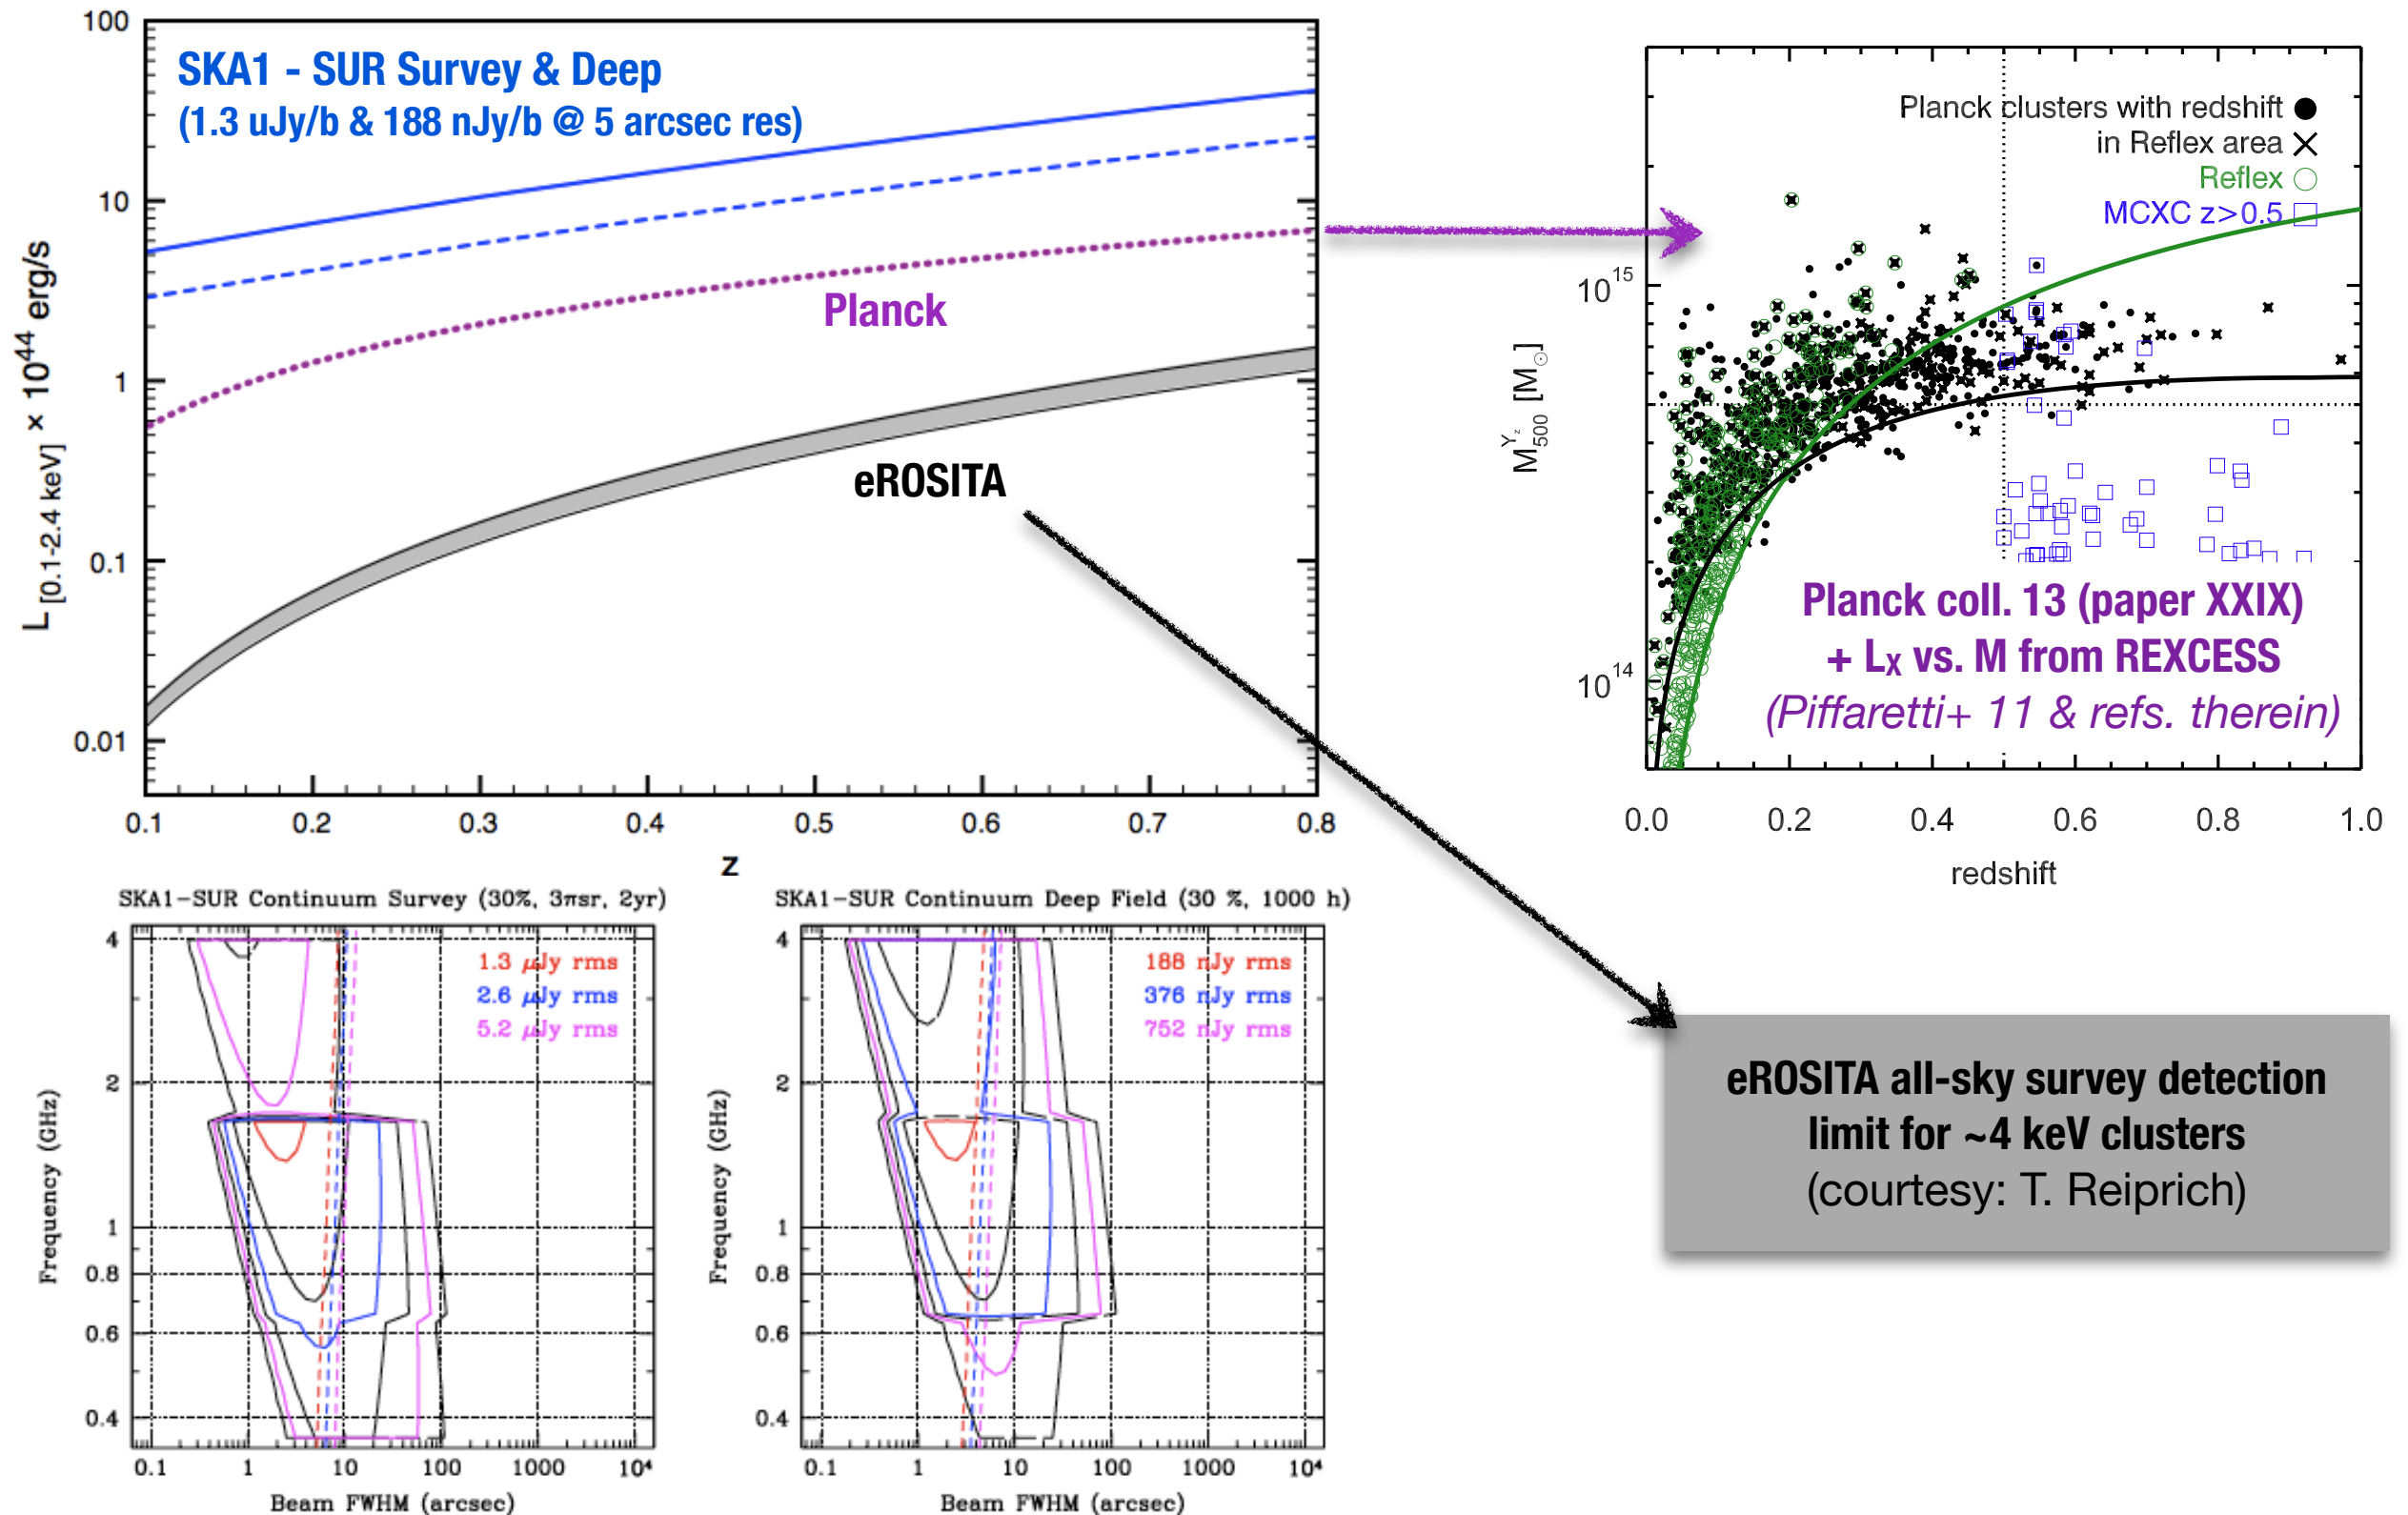 SKA1 - SUR Survey & Deep
(1.3 uJy/b & 188 nJy/b @ 5 arcsec res)
Planck
eROSITA
L [0.1-2.4 keV] × 10^44 erg/s
100
10
1
0.1
0.01
0.1 0.2 0.3 0.4 0.5 0.6 0.7 0.8
z
Planck clusters with redshift
in Reflex area
Reflex
MCXC z>0.5
10^15
10^14
M_500^Y_z [M_⊙]
Planck coll. 13 (paper XXIX)
+ Lx vs. M from REXCESS
(Piffaretti+ 11 & refs. therein)
0.0 0.2 0.4 0.6 0.8 1.0
redshift
SKA1-SUR Continuum Survey (30%, 3πsr, 2yr)
1.3 μJy rms
2.6 μJy rms
5.2 μJy rms
Frequency (GHz)
4
2
1
0.8
0.6
0.4
0.1 1 10 100 1000 10^4
Beam FWHM (arcsec)
SKA1-SUR Continuum Deep Field (30 %, 1000 h)
188 nJy rms
376 nJy rms
752 nJy rms
Frequency (GHz)
4
2
1
0.8
0.6
0.4
0.1 1 10 100 1000 10^4
Beam FWHM (arcsec)
eROSITA all-sky survey detection
limit for ~4 keV clusters
(courtesy: T. Reiprich)